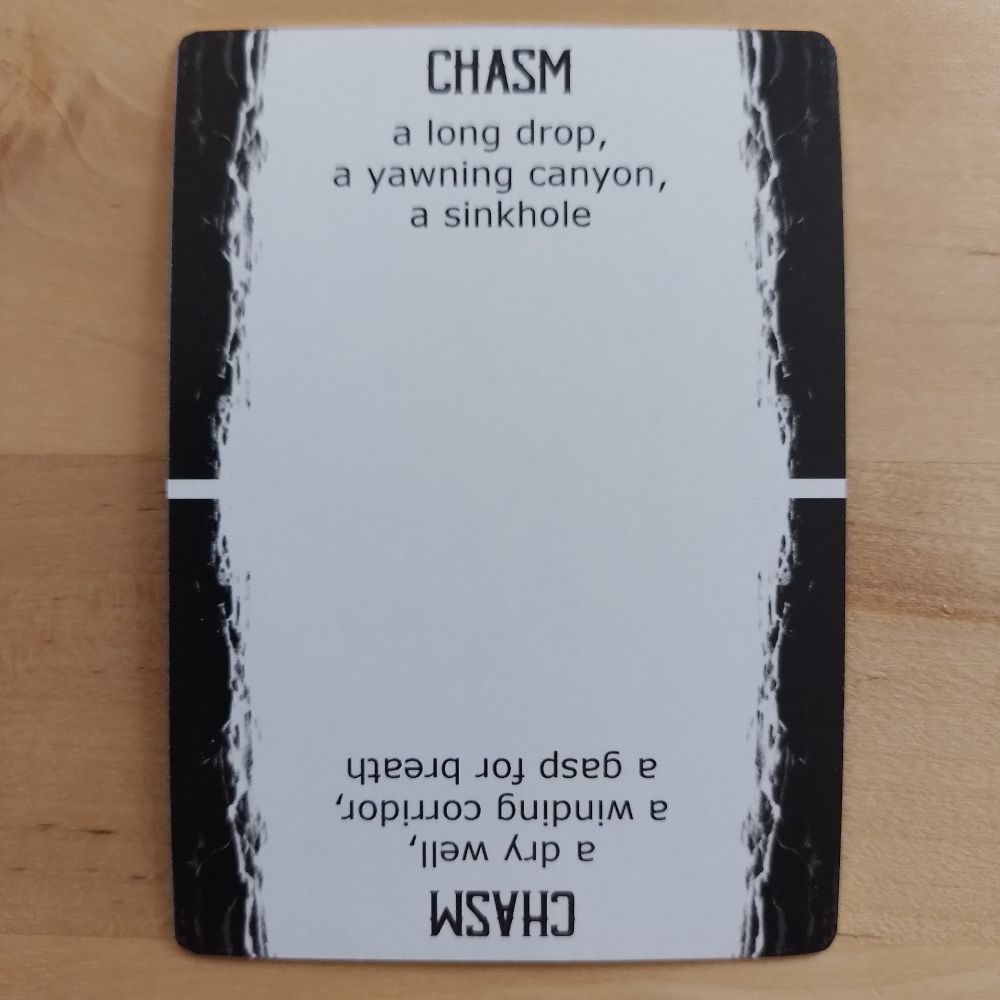 CHASM
a long drop,
a yawning canyon,
a sinkhole
CHASM
a dry well,
a winding corridor,
a gasp for breath